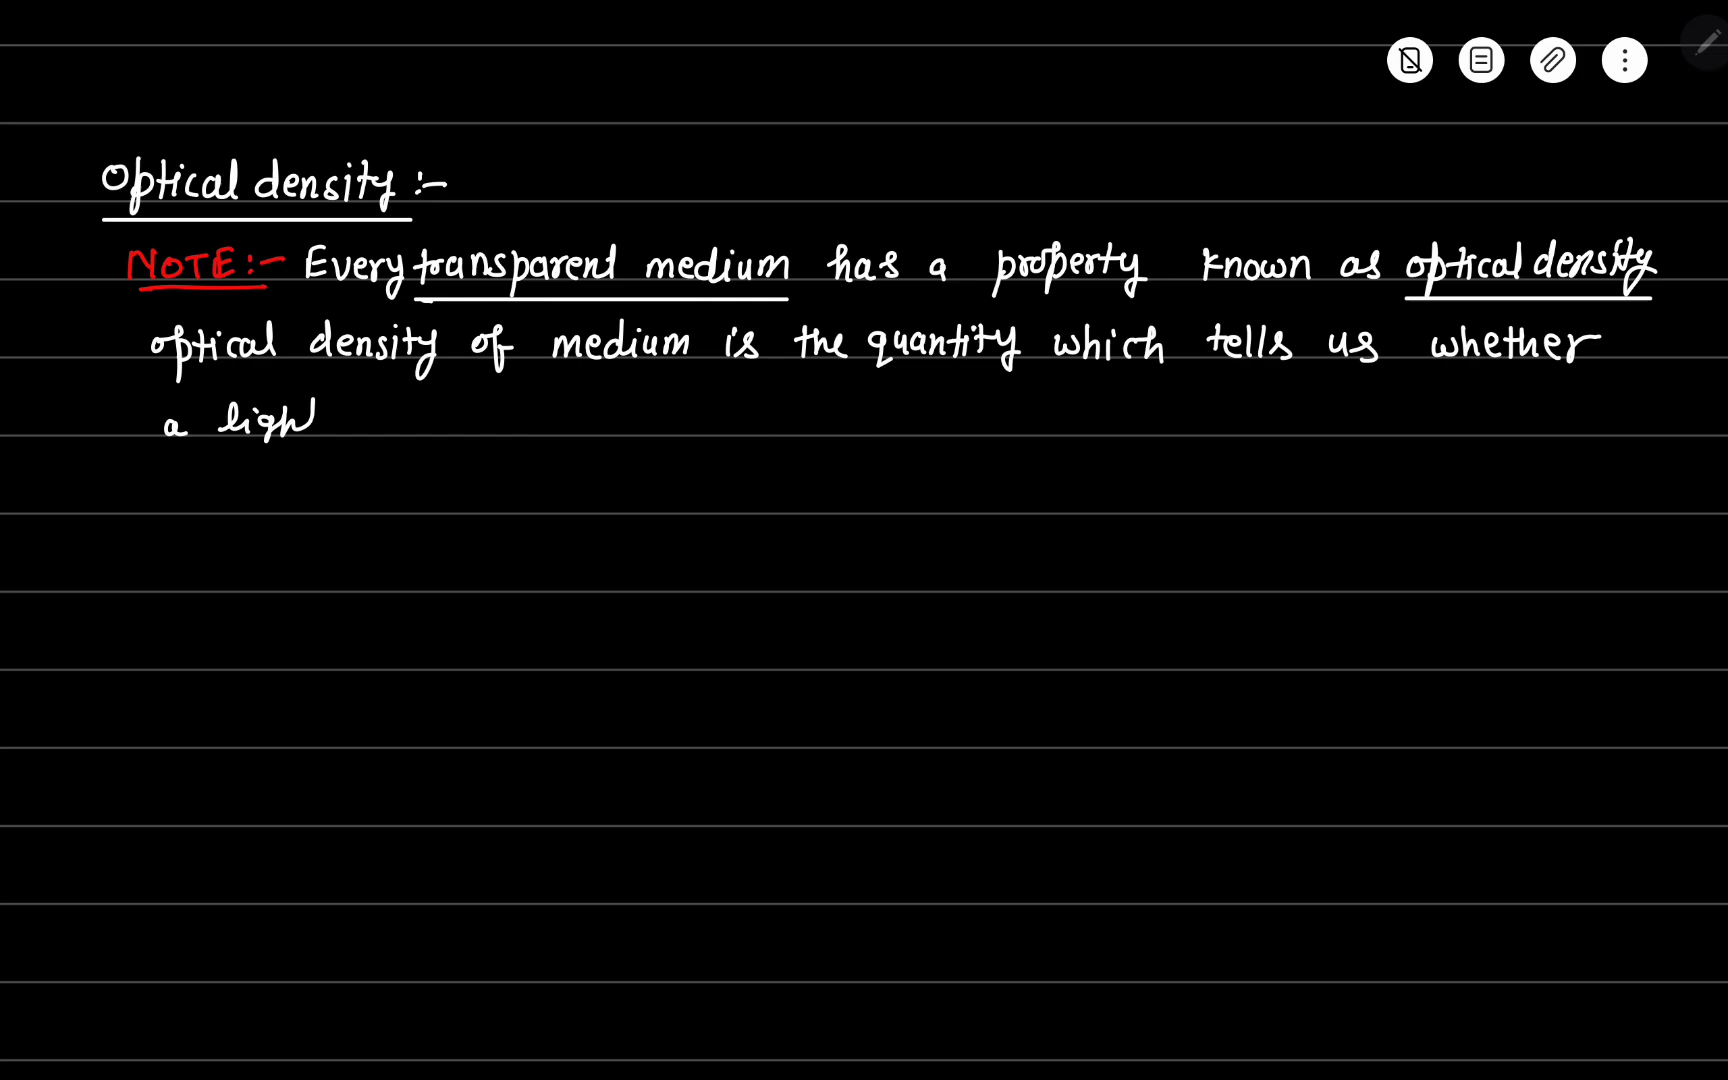 Optical density :-
NOTE:- Every transparent medium has a property known as optical density
optical density of medium is the quantity which tells us whether
a ligh